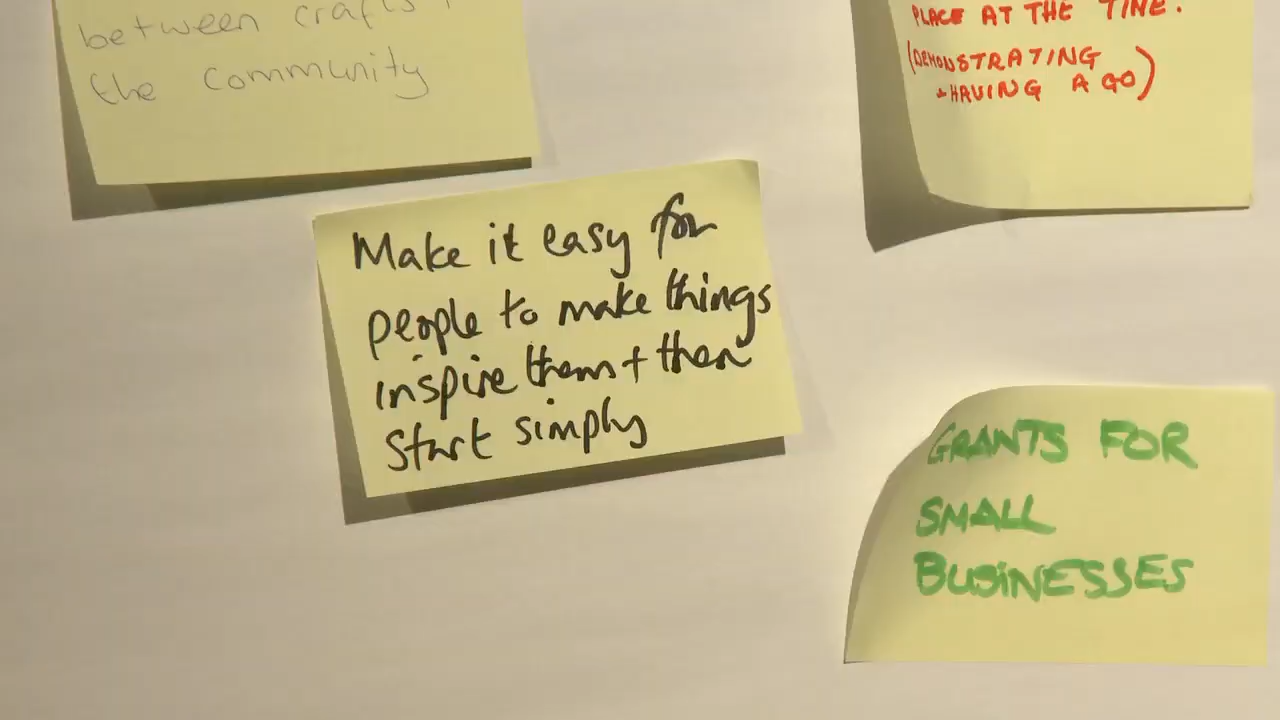 between crafts
the community
PLACE AT THE TIME.
(DEMONSTRATING
+ HAVING A GO)
Make it easy for
people to make things
inspire them + then
Start simply
GRANTS FOR
SMALL
BUSINESSES